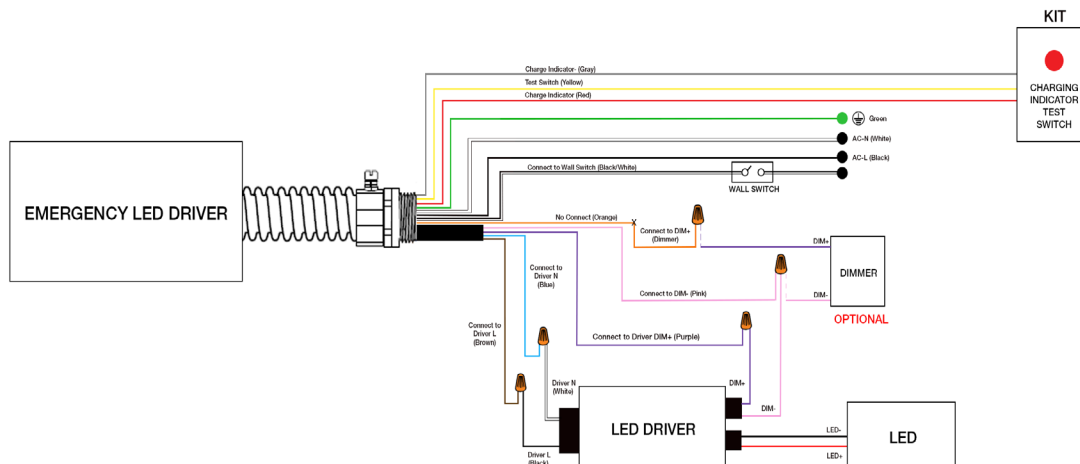 KIT
CHARGING
INDICATOR
TEST
SWITCH
Charge Indicator- (Gray)
Test Switch (Yellow)
Charge Indicator (Red)
Green
AC-N (White)
AC-L (Black)
Connect to Wall Switch (Black/White)
WALL SWITCH
EMERGENCY LED DRIVER
No Connect (Orange)
X
Connect to DIM+
(Dimmer)
DIM+
DIMMER
DIM-
OPTIONAL
Connect to
Driver N
(Blue)
Connect to DIM- (Pink)
Connect to
Driver L
(Brown)
Connect to Driver DIM+ (Purple)
Driver N
(White)
DIM+
DIM-
LED DRIVER
LED-
LED+
LED
Driver L
(Black)